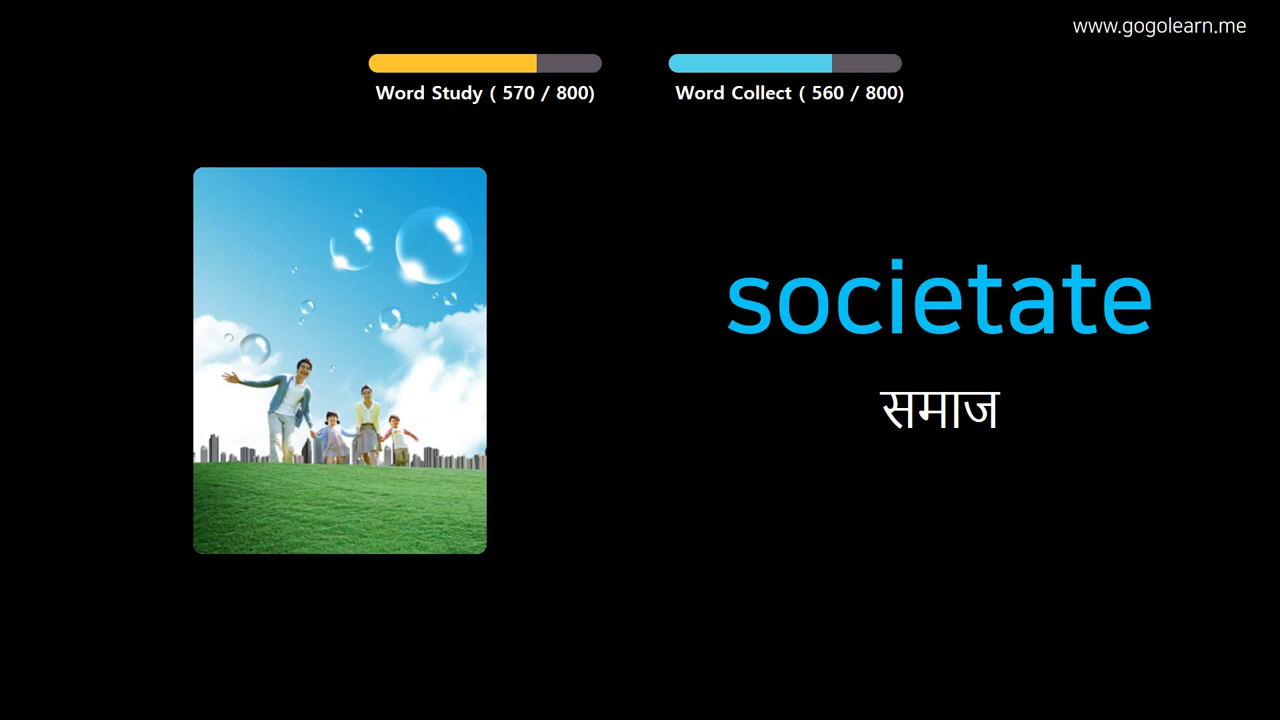 www.gogolearn.me
Word Study ( 570 / 800)
Word Collect ( 560 / 800)
societate
समाज